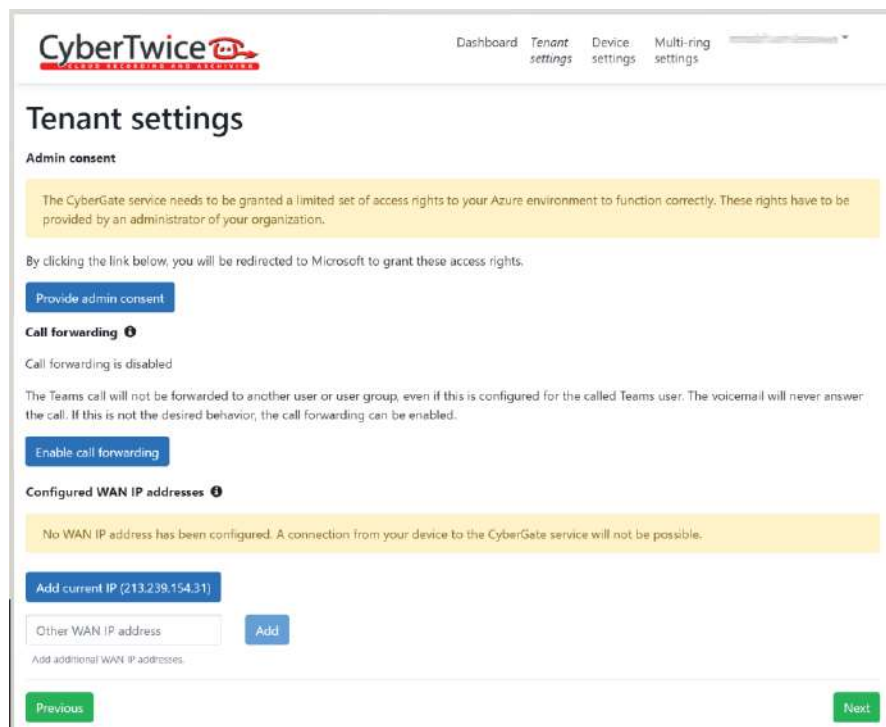 CyberTwice
CLOUD RECORDING AND ARCHIVING
Dashboard
Tenant
settings
Device
settings
Multi-ring
settings
Tenant settings
Admin consent
The CyberGate service needs to be granted a limited set of access rights to your Azure environment to function correctly. These rights have to be
provided by an administrator of your organization.
By clicking the link below, you will be redirected to Microsoft to grant these access rights.
Provide admin consent
Call forwarding
Call forwarding is disabled
The Teams call will not be forwarded to another user or user group, even if this is configured for the called Teams user. The voicemail will never answer
the call. If this is not the desired behavior, the call forwarding can be enabled.
Enable call forwarding
Configured WAN IP addresses
No WAN IP address has been configured. A connection from your device to the CyberGate service will not be possible.
Add current IP (213.239.154.31)
Other WAN IP address
Add
Add additional WAN IP addresses.
Previous
Next